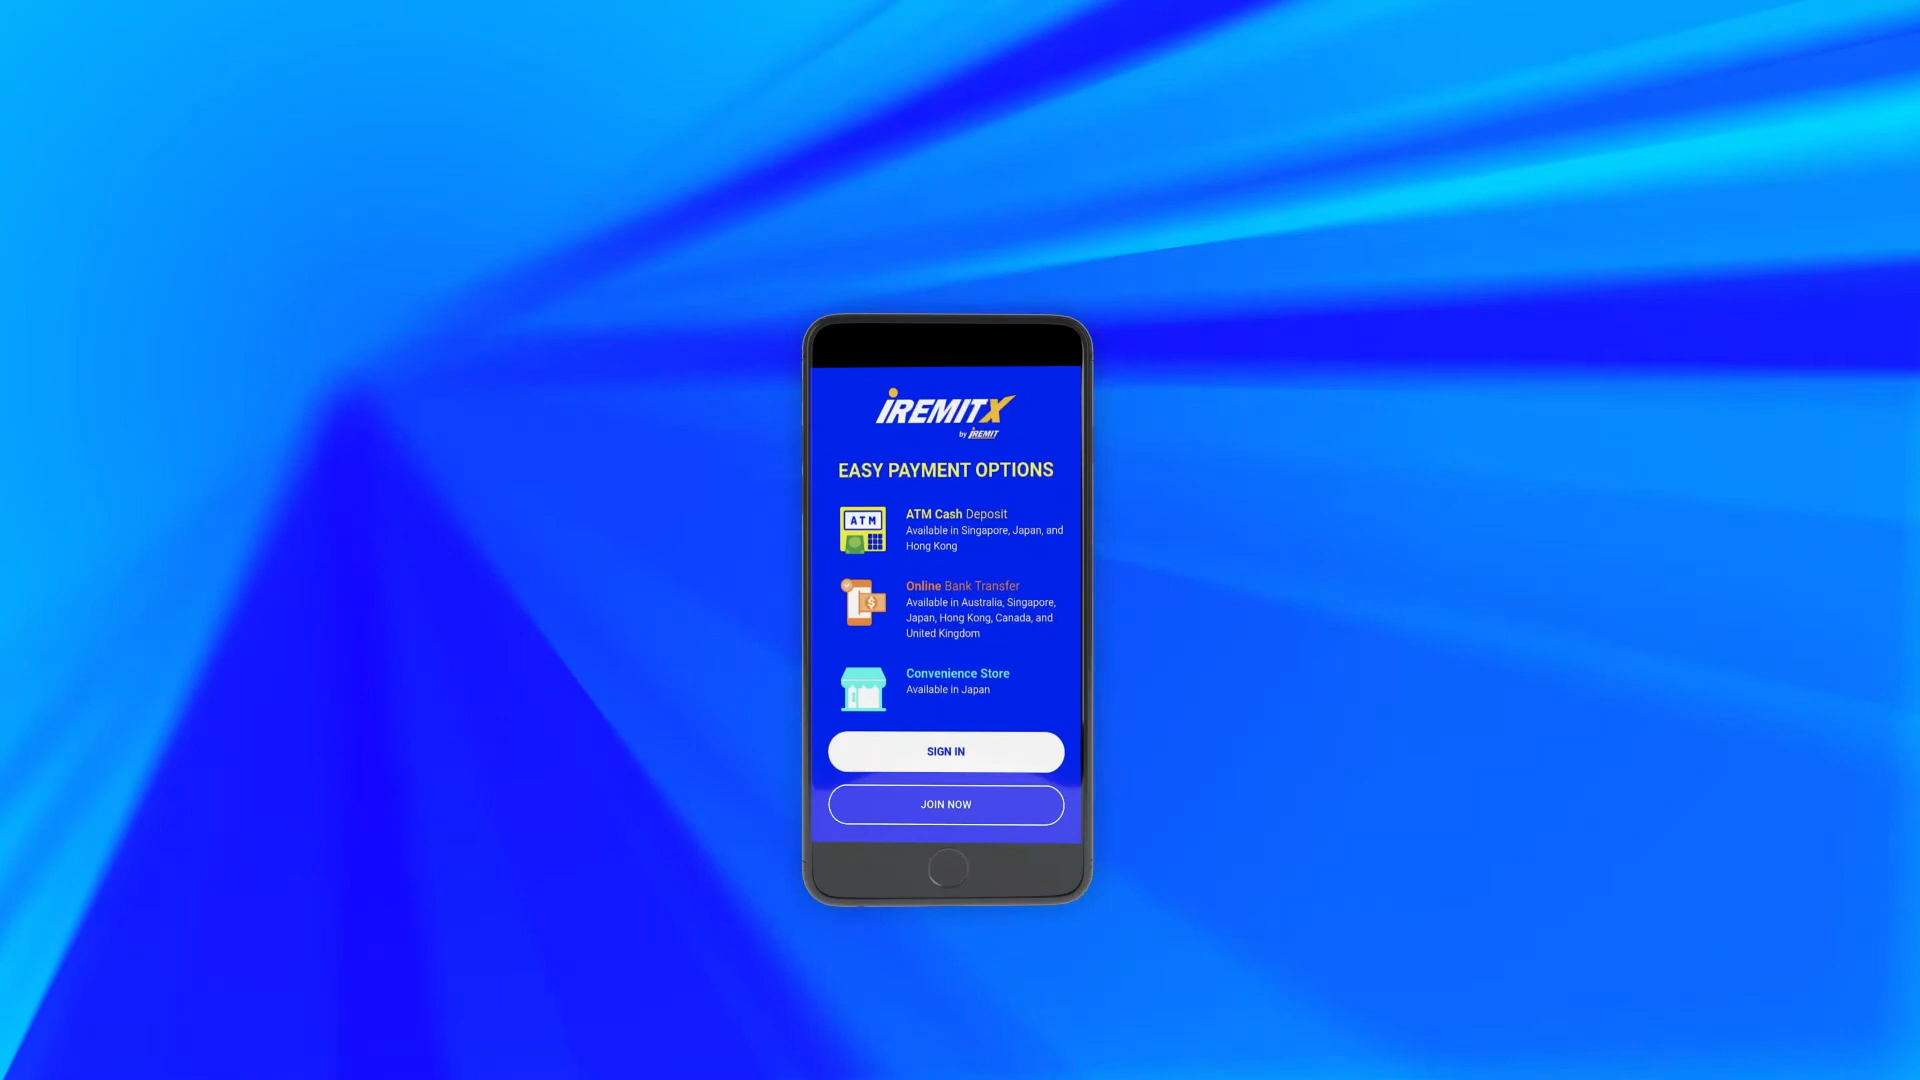 iREMITX
by iREMIT
EASY PAYMENT OPTIONS
ATM
ATM Cash Deposit
Available in Singapore, Japan, and
Hong Kong
Online Bank Transfer
Available in Australia, Singapore,
Japan, Hong Kong, Canada, and
United Kingdom
Convenience Store
Available in Japan
SIGN IN
JOIN NOW